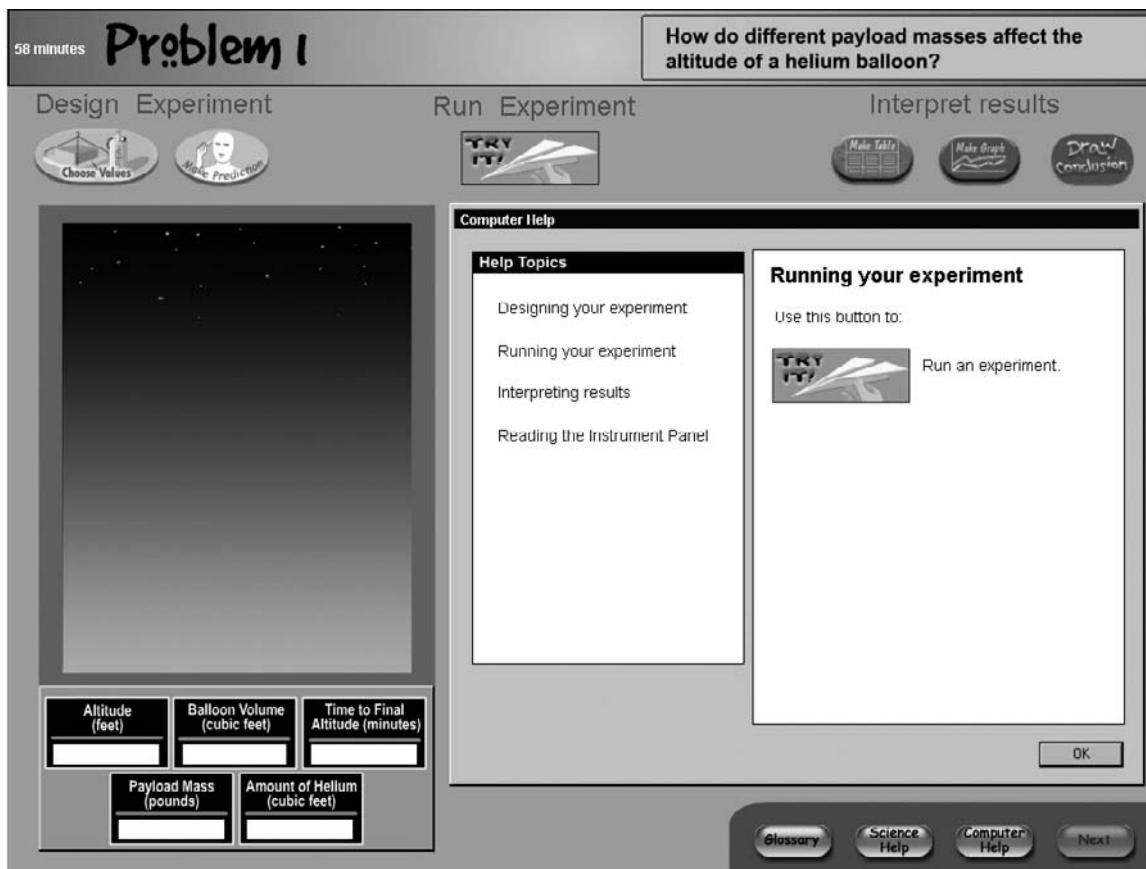 58 minutes
Problem 1
How do different payload masses affect the
altitude of a helium balloon?
Design Experiment
Run Experiment
Interpret results
Choose Values
Make Prediction
TRY
IT!
Make Table
Make Graph
Draw
Conclusion
Computer Help
Help Topics
Designing your experiment
Running your experiment
Interpreting results
Reading the Instrument Panel
Running your experiment
Use this button to:
TRY
IT!
Run an experiment.
OK
Altitude
(feet)
Balloon Volume
(cubic feet)
Time to Final
Altitude (minutes)
Payload Mass
(pounds)
Amount of Helium
(cubic feet)
Glossary
Science
Help
Computer
Help
Next